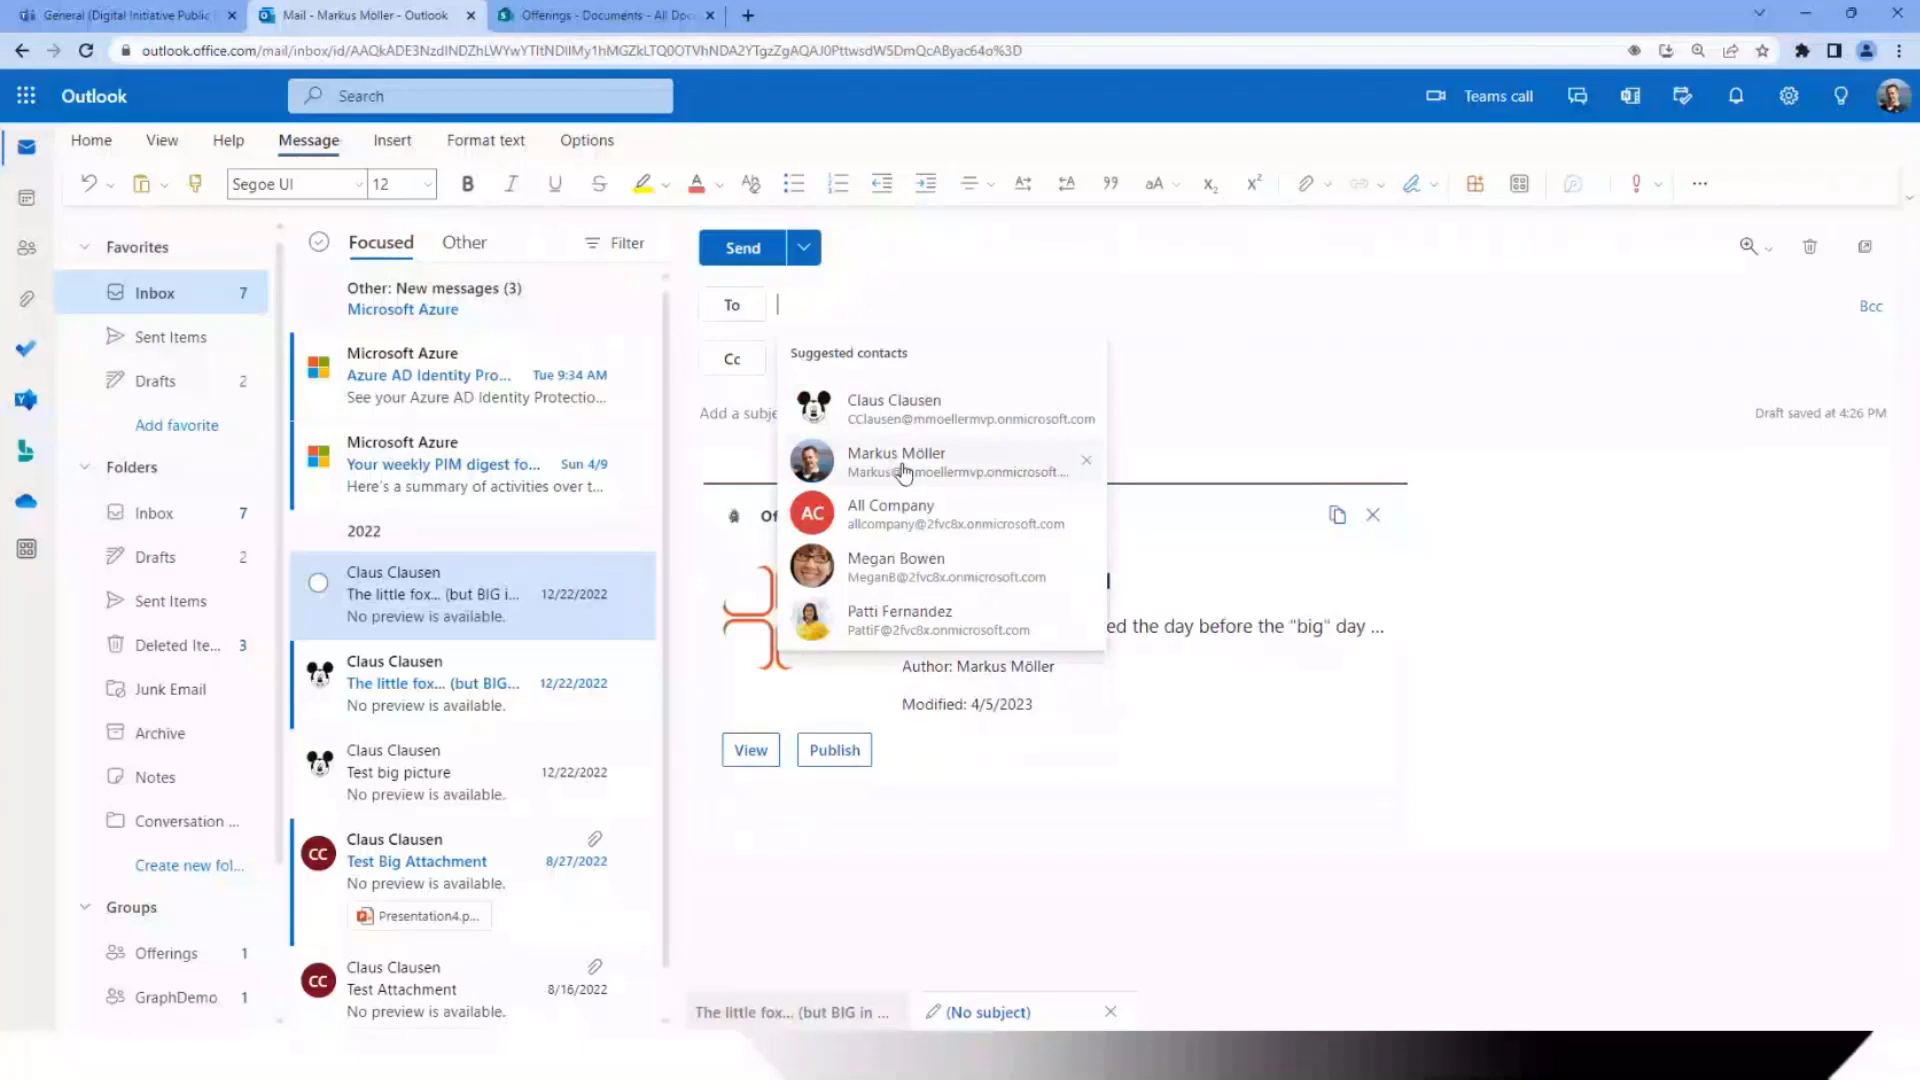 General (Digital Initiative Public
Mail - Markus Möller - Outlook
Offerings - Documents - All Doc
Outlook
Search
Teams call
Home
View
Help
Message
Insert
Format text
Options
Segoe UI
12
Favorites
Inbox 7
Sent Items
Drafts 2
Add favorite
Folders
Inbox 7
Drafts 2
Sent Items
Deleted Ite... 3
Junk Email
Archive
Notes
Conversation ...
Create new fol...
Groups
Offerings 1
GraphDemo 1
Focused
Other
Filter
Other: New messages (3)
Microsoft Azure
Microsoft Azure
Azure AD Identity Pro... Tue 9:34 AM
See your Azure AD Identity Protectio...
Microsoft Azure
Your weekly PIM digest fo... Sun 4/9
Here's a summary of activities over t...
2022
Claus Clausen
The little fox... (but BIG i... 12/22/2022
No preview is available.
Claus Clausen
The little fox... (but BIG... 12/22/2022
No preview is available.
Claus Clausen
Test big picture 12/22/2022
No preview is available.
CC
Claus Clausen
Test Big Attachment 8/27/2022
No preview is available.
Presentation4.p...
CC
Claus Clausen
Test Attachment 8/16/2022
No preview is available.
Send
To
Bcc
Cc
Add a subje
Draft saved at 4:26 PM
Suggested contacts
Claus Clausen
CClausen@mmoellermvp.onmicrosoft.com
Markus Möller
AC
All Company
allcompany@2fvc8x.onmicrosoft.com
Megan Bowen
MeganB@2fvc8x.onmicrosoft.com
Patti Fernandez
PattiF@2fvc8x.onmicrosoft.com
Of
ed the day before the "big" day ...
Author: Markus Möller
Modified: 4/5/2023
View
Publish
The little fox... (but BIG in ...
(No subject)